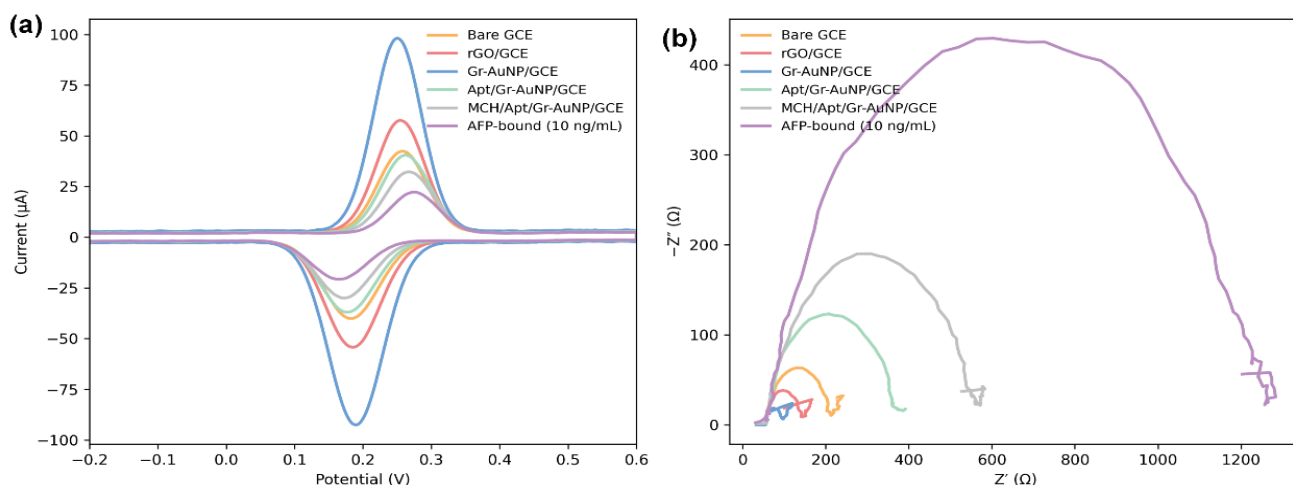 (a)
100
75
50
25
0
−25
−50
−75
−100
Current (µA)
−0.2
−0.1
0.0
0.1
0.2
0.3
0.4
0.5
0.6
Potential (V)
Bare GCE
rGO/GCE
Gr-AuNP/GCE
Apt/Gr-AuNP/GCE
MCH/Apt/Gr-AuNP/GCE
AFP-bound (10 ng/mL)
(b)
400
300
200
100
0
−Z″ (Ω)
0
200
400
600
800
1000
1200
Z′ (Ω)
Bare GCE
rGO/GCE
Gr-AuNP/GCE
Apt/Gr-AuNP/GCE
MCH/Apt/Gr-AuNP/GCE
AFP-bound (10 ng/mL)